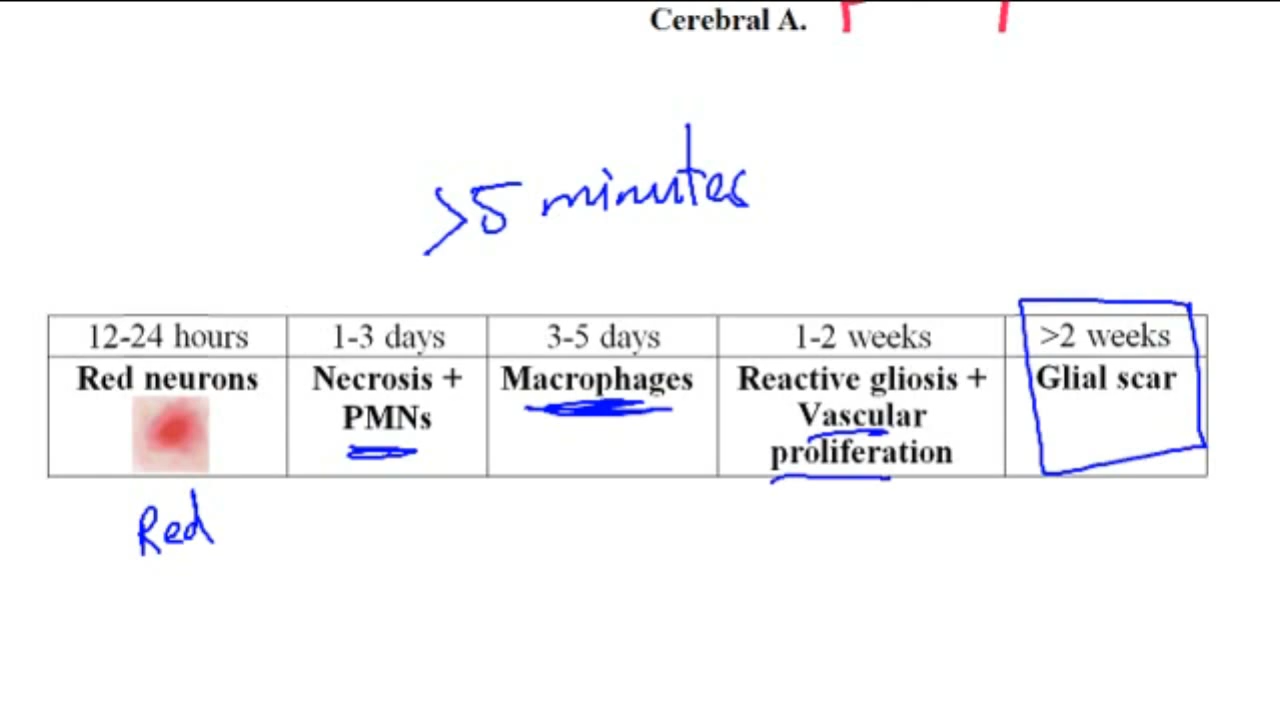 Cerebral A.
>5 minutes
12-24 hours 1-3 days 3-5 days 1-2 weeks >2 weeks
Red neurons Necrosis + Macrophages Reactive gliosis + Glial scar
PMNs Vascular
proliferation
Red